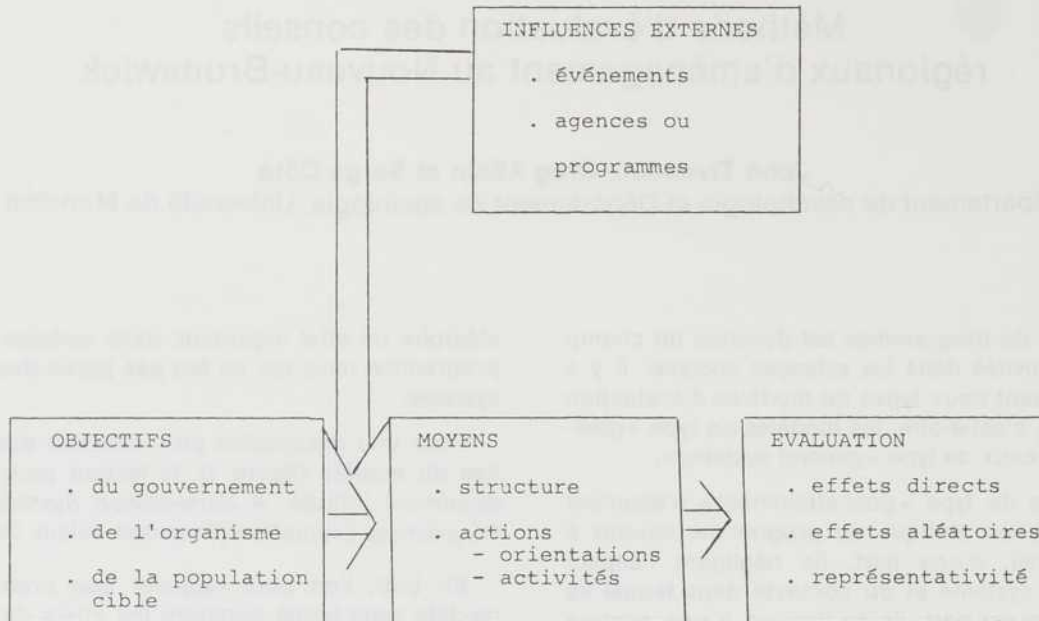 INFLUENCES EXTERNES
. événements
. agences ou
programmes
OBJECTIFS
. du gouvernement
. de l'organisme
. de la population
cible
MOYENS
. structure
. actions
- orientations
- activités
EVALUATION
. effets directs
. effets aléatoires
. représentativité